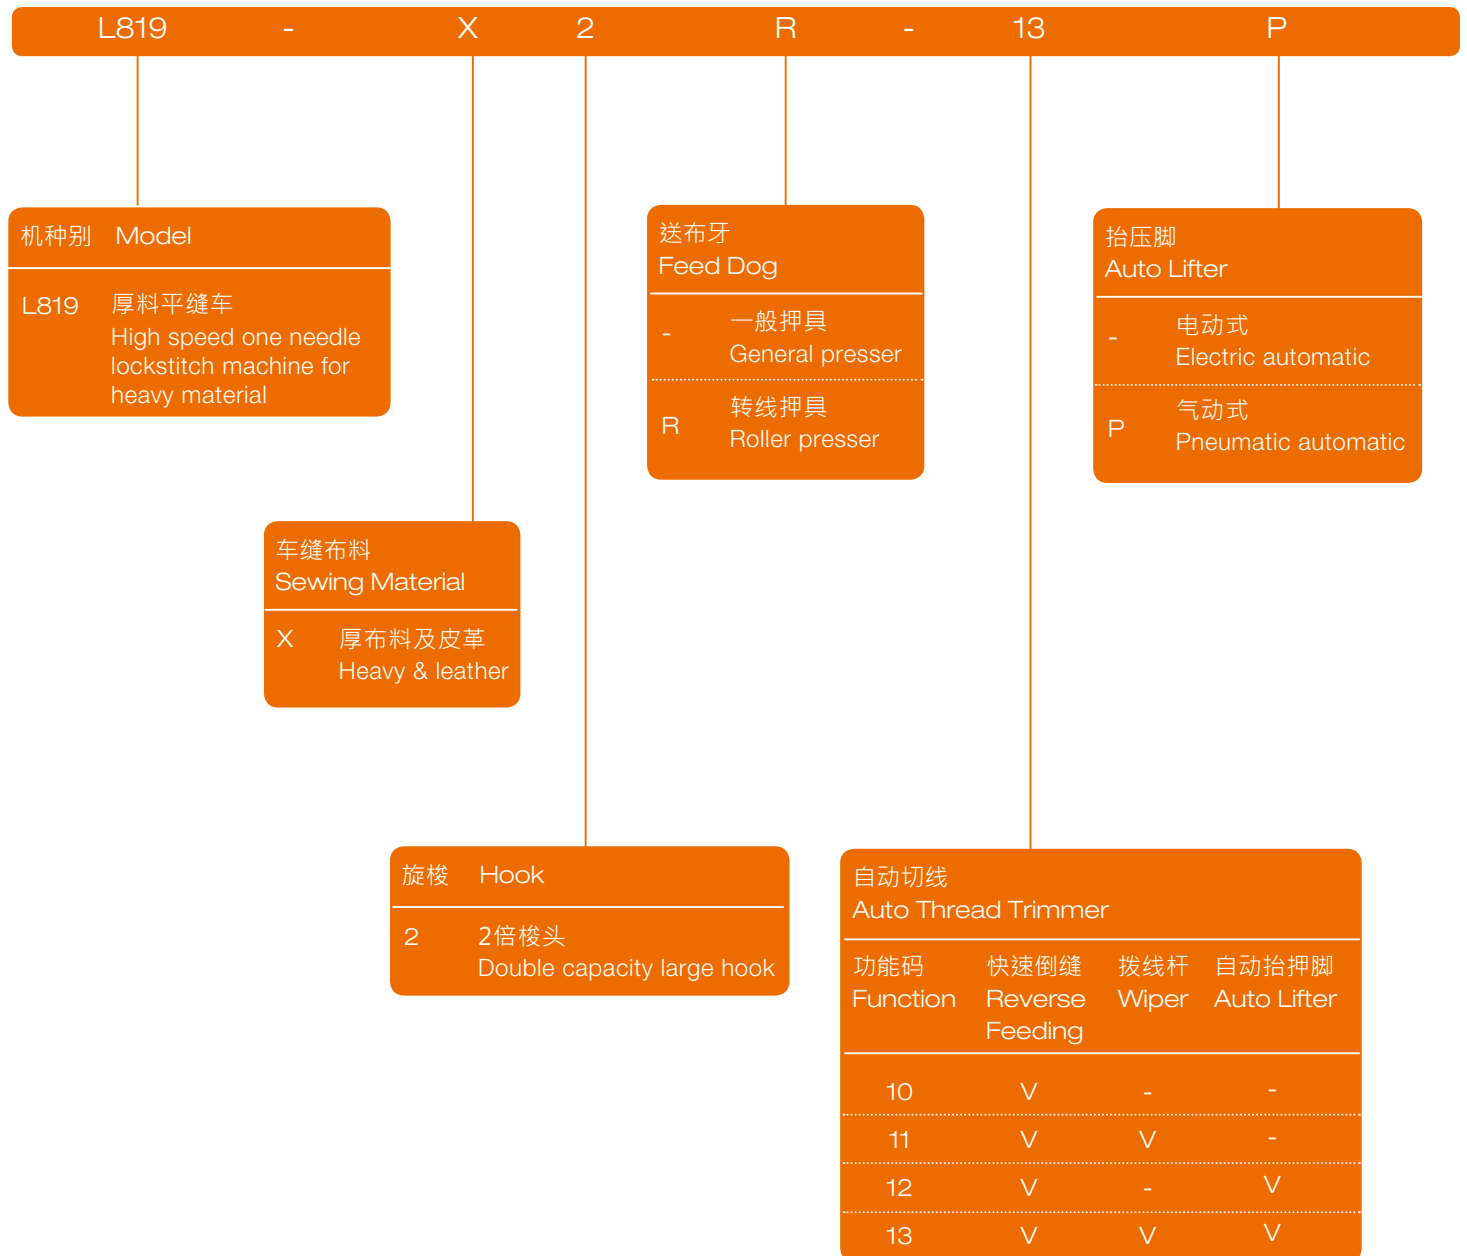 L819 - X 2 R - 13 P
机种别 Model
L819 厚料平缝车
High speed one needle
lockstitch machine for
heavy material
送布牙
Feed Dog
- 一般押具
General presser
R 转线押具
Roller presser
抬压脚
Auto Lifter
- 电动式
Electric automatic
P 气动式
Pneumatic automatic
车缝布料
Sewing Material
X 厚布料及皮革
Heavy & leather
旋梭 Hook
2 2倍梭头
Double capacity large hook
自动切线
Auto Thread Trimmer
功能码 快速倒缝 拨线杆 自动抬押脚
Function Reverse Wiper Auto Lifter
Feeding
10 V - -
11 V V -
12 V - V
13 V V V